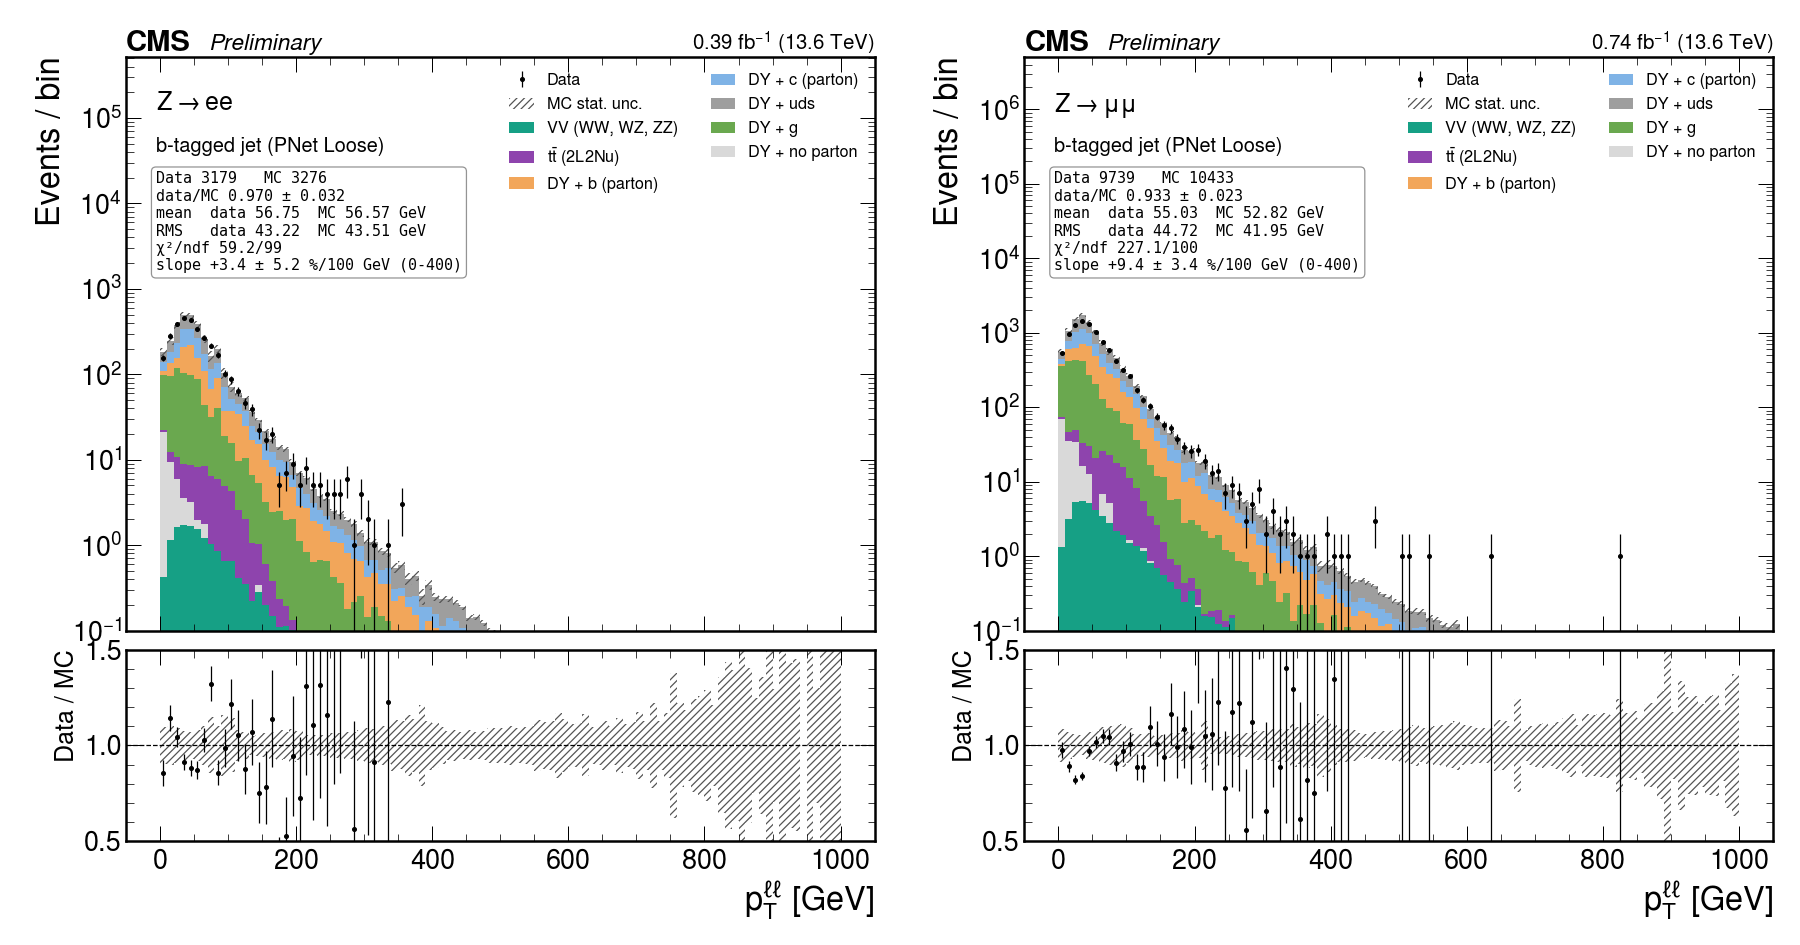 CMS Preliminary 0.39 fb⁻¹ (13.6 TeV)
Events / bin
Z → ee
b-tagged jet (PNet Loose)
Data 3179   MC 3276
data/MC 0.970 ± 0.032
mean  data 56.75  MC 56.57 GeV
RMS   data 43.22  MC 43.51 GeV
χ²/ndf 59.2/99
slope +3.4 ± 5.2 %/100 GeV (0-400)
Data
MC stat. unc.
VV (WW, WZ, ZZ)
tt̄ (2L2Nu)
DY + b (parton)
DY + c (parton)
DY + uds
DY + g
DY + no parton
10⁵
10⁴
10³
10²
10¹
10⁰
10⁻¹
Data / MC
1.5
1.0
0.5
0 200 400 600 800 1000
p_T^ℓℓ [GeV]
CMS Preliminary 0.74 fb⁻¹ (13.6 TeV)
Events / bin
Z → μμ
b-tagged jet (PNet Loose)
Data 9739   MC 10433
data/MC 0.933 ± 0.023
mean  data 55.03  MC 52.82 GeV
RMS   data 44.72  MC 41.95 GeV
χ²/ndf 227.1/100
slope +9.4 ± 3.4 %/100 GeV (0-400)
Data
MC stat. unc.
VV (WW, WZ, ZZ)
tt̄ (2L2Nu)
DY + b (parton)
DY + c (parton)
DY + uds
DY + g
DY + no parton
10⁶
10⁵
10⁴
10³
10²
10¹
10⁰
10⁻¹
Data / MC
1.5
1.0
0.5
0 200 400 600 800 1000
p_T^ℓℓ [GeV]